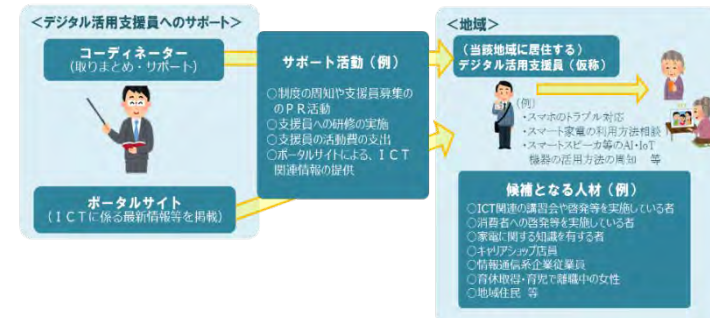 ＜デジタル活用支援員へのサポート＞
コーディネーター
（取りまとめ・サポート）
ポータルサイト
（ＩＣＴに係る最新情報等を掲載）
サポート活動（例）
○制度の周知や支援員募集の
のＰＲ活動
○支援員への研修の実施
○支援員の活動費の支出
○ポータルサイトによる、ＩＣＴ
関連情報の提供
＜地域＞
（当該地域に居住する）
デジタル活用支援員（仮称）
（例）
・スマホのトラブル対応
・スマート家電の利用方法相談
・スマートスピーカ等のAI・IoT
機器の活用方法の周知　等
候補となる人材（例）
○ICT関連の講習会や啓発等を実施している者
○消費者への啓発等を実施している者
○家電に関する知識を有する者
○キャリアショップ店員
○情報通信系企業従業員
○育休取得・育児で離職中の女性
○地域住民　等